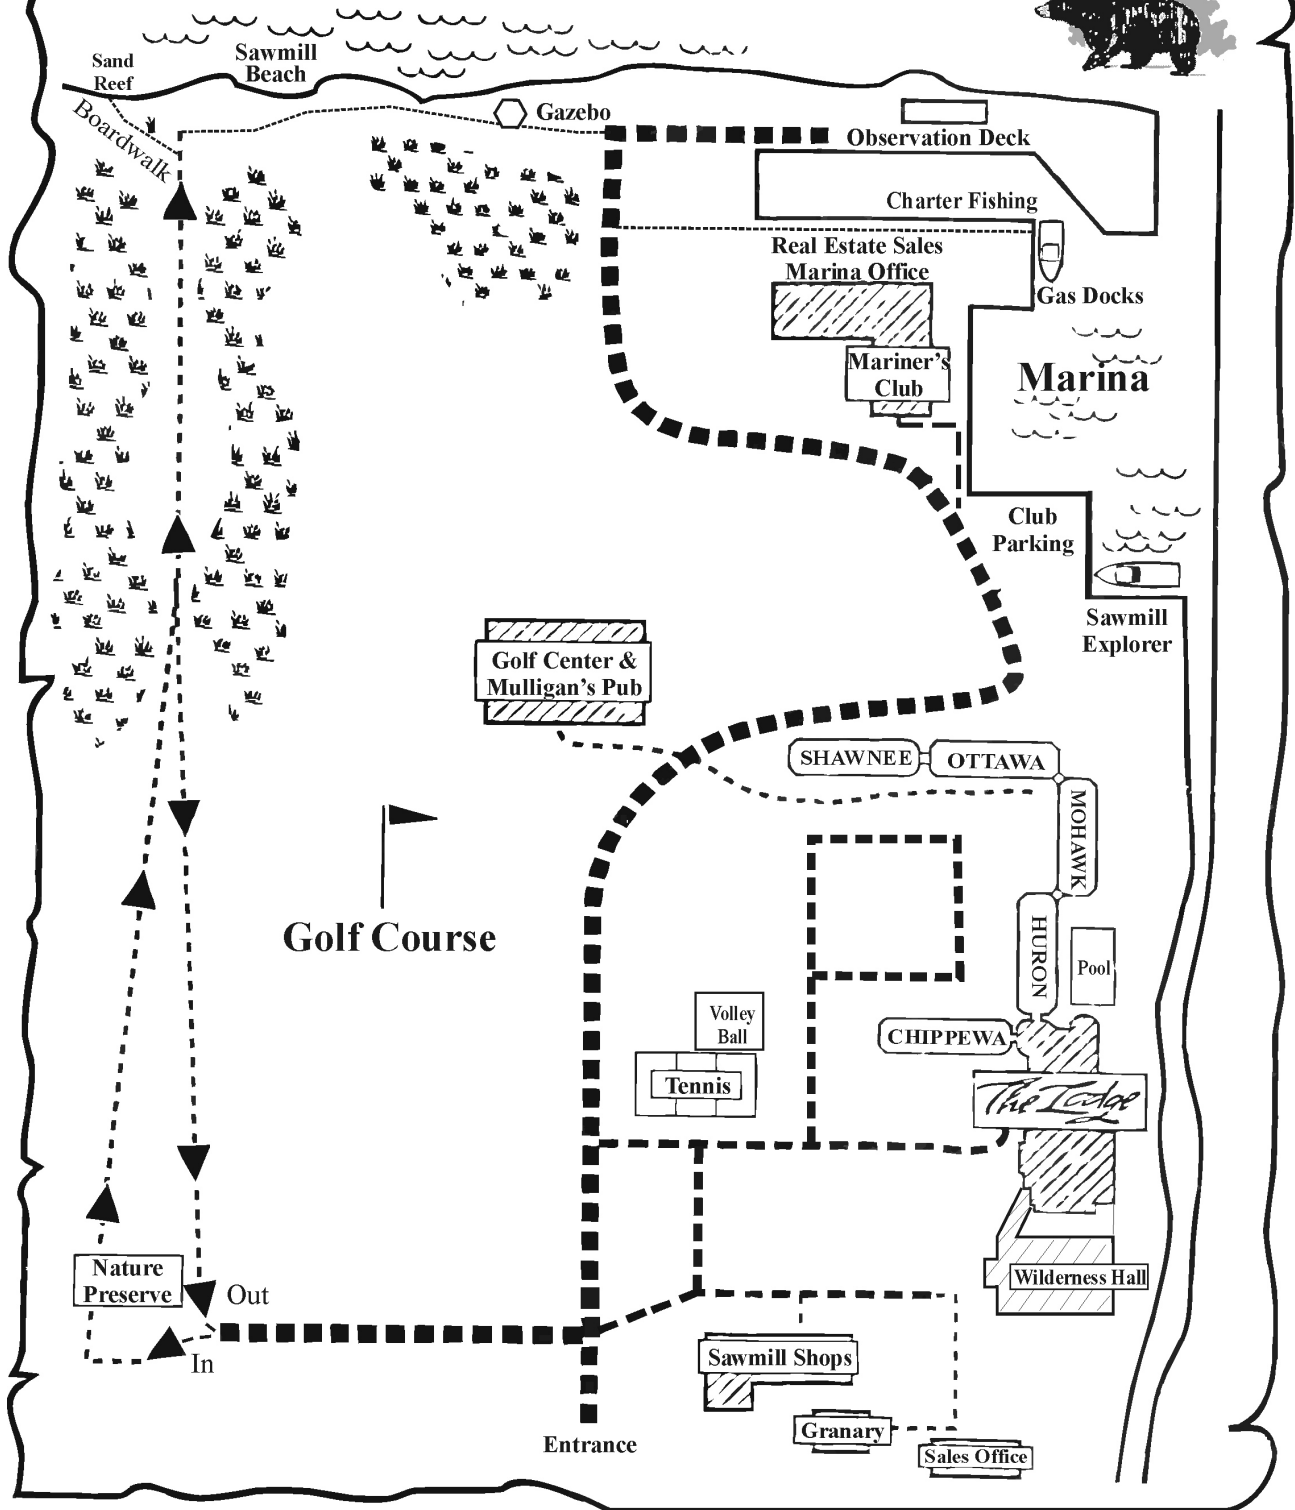 Sand
Reef
Sawmill
Beach
Boardwalk
Gazebo
Observation Deck
Charter Fishing
Real Estate Sales
Marina Office
Gas Docks
Mariner's
Club
Marina
Club
Parking
Sawmill
Explorer
Golf Center &
Mulligan's Pub
SHAWNEE
OTTAWA
MOHAWK
HURON
Pool
Golf Course
Volley
Ball
CHIPPEWA
Tennis
The Lodge
Nature
Preserve
Out
Wilderness Hall
In
Sawmill Shops
Granary
Entrance
Sales Office